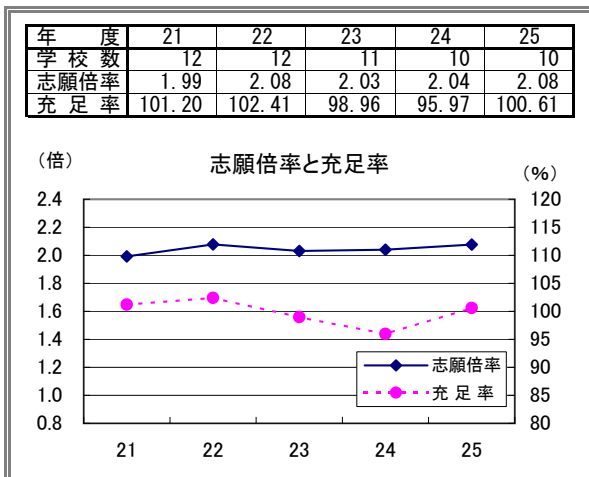 年 度 21 22 23 24 25
学 校 数 12 12 11 10 10
志願倍率 1.99 2.08 2.03 2.04 2.08
充 足 率 101.20 102.41 98.96 95.97 100.61
（倍） 志願倍率と充足率 （%）
2.4 120
2.2 115
2.0 110
1.8 105
1.6 100
1.4 95
1.2 90
1.0 85
0.8 80
志願倍率
充 足 率
21 22 23 24 25